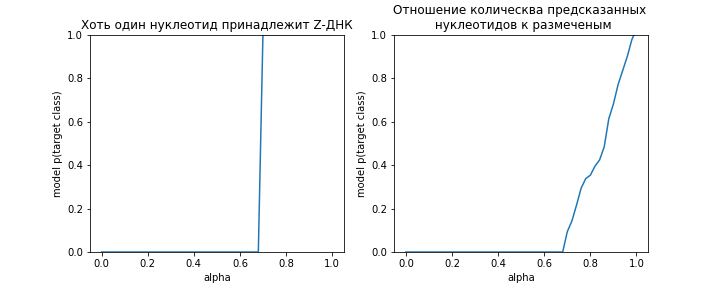 Хоть один нуклеотид принадлежит Z-ДНК
1.0
0.8
0.6
0.4
0.2
0.0
model p(target class)
0.0 0.2 0.4 0.6 0.8 1.0
alpha
Отношение колическва предсказанных
нуклеотидов к размеченым
1.0
0.8
0.6
0.4
0.2
0.0
model p(target class)
0.0 0.2 0.4 0.6 0.8 1.0
alpha